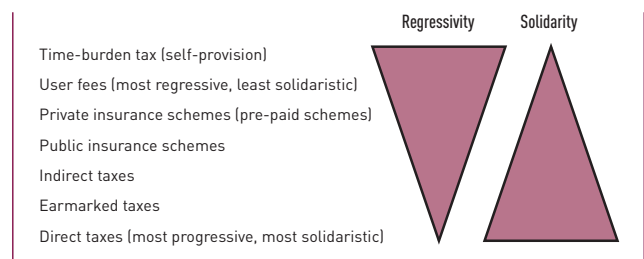 Regressivity Solidarity
Time-burden tax (self-provision)
User fees (most regressive, least solidaristic)
Private insurance schemes (pre-paid schemes)
Public insurance schemes
Indirect taxes
Earmarked taxes
Direct taxes (most progressive, most solidaristic)